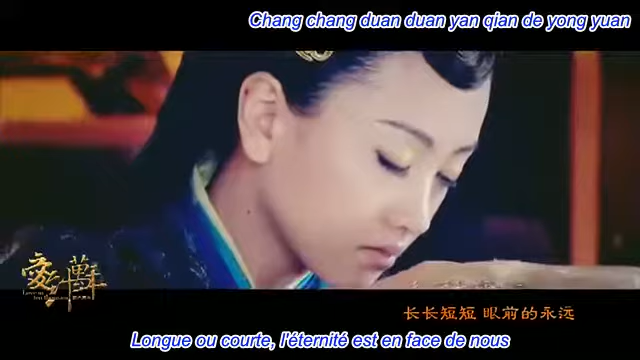 Chang chang duan duan yan qian de yong yuan
长长短短 眼前的永远
Longue ou courte, l'éternité est en face de nous